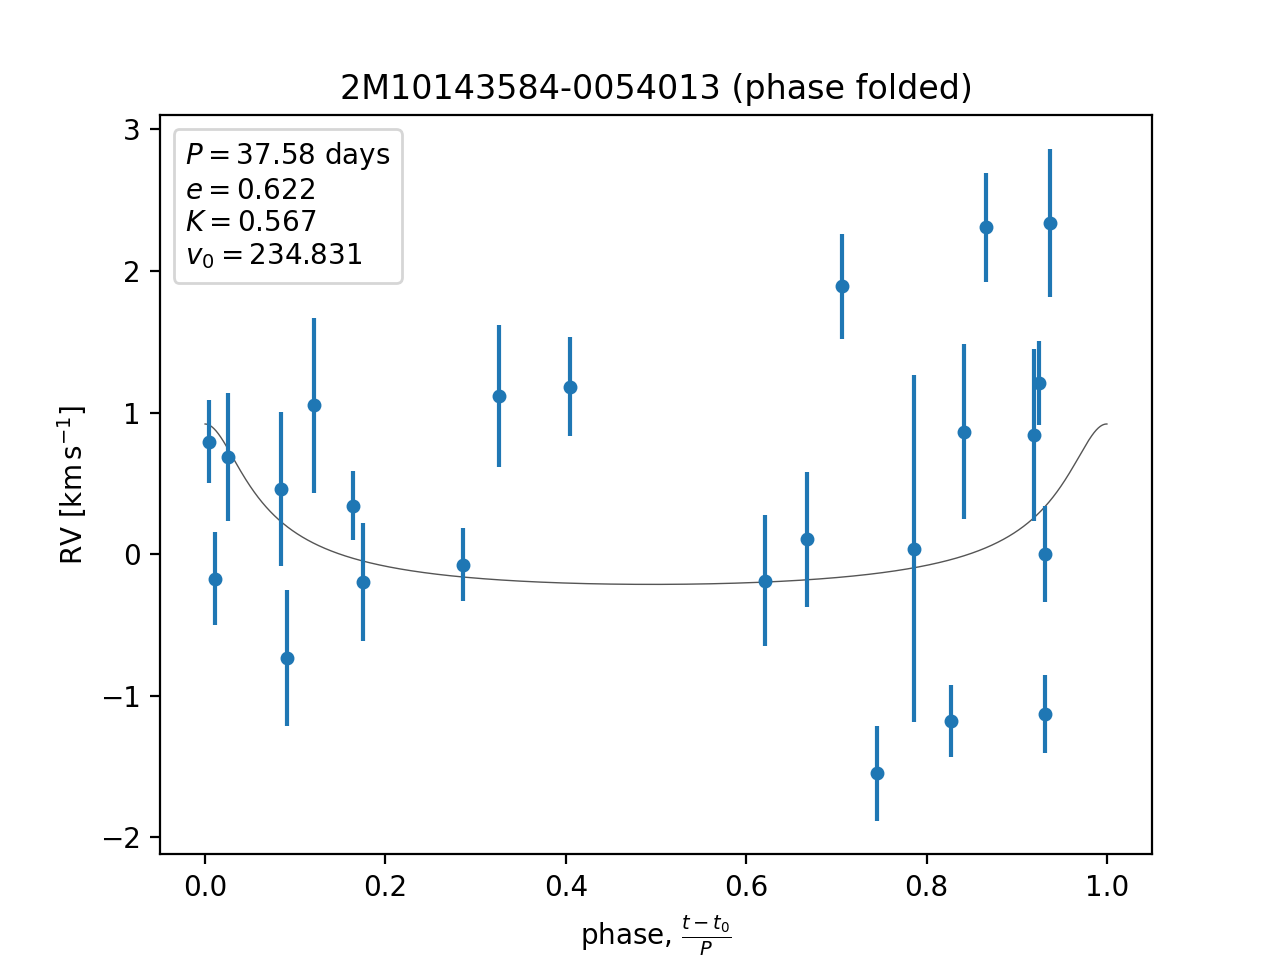 2M10143584-0054013 (phase folded)
P = 37.58 days
e = 0.622
K = 0.567
v₀ = 234.831
RV [km s⁻¹]
3
2
1
0
−1
−2
0.0 0.2 0.4 0.6 0.8 1.0
phase, (t − t₀)/P